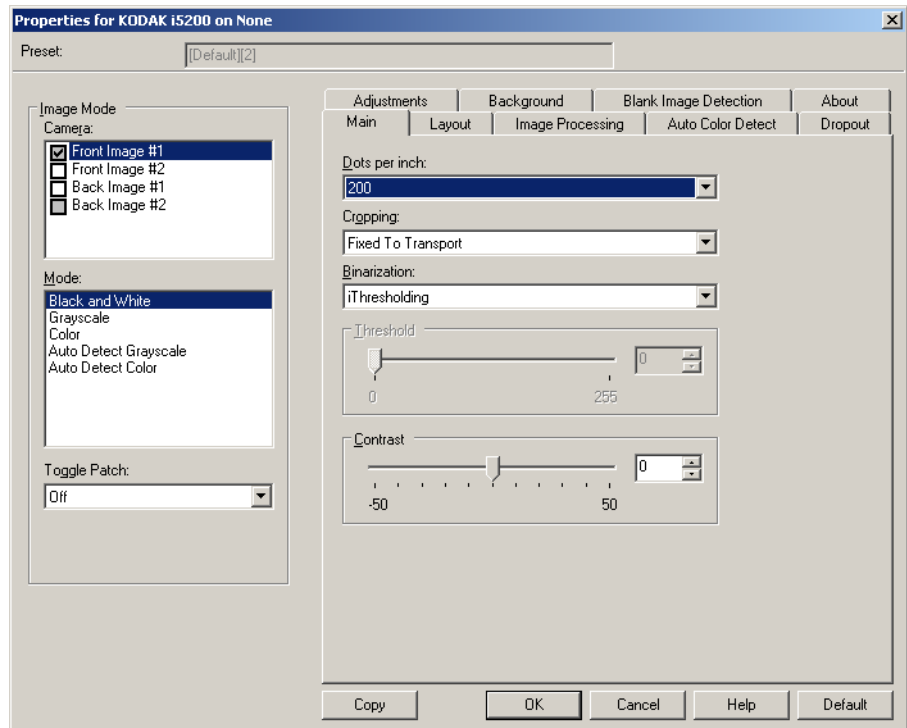 Properties for KODAK i5200 on None
Preset:
[Default][2]
Image Mode
Camera:
Front Image #1
Front Image #2
Back Image #1
Back Image #2
Mode:
Black and White
Grayscale
Color
Auto Detect Grayscale
Auto Detect Color
Toggle Patch:
Off
Adjustments
Background
Blank Image Detection
About
Main
Layout
Image Processing
Auto Color Detect
Dropout
Dots per inch:
200
Cropping:
Fixed To Transport
Binarization:
iThresholding
Threshold
0
0
255
Contrast
0
-50
50
Copy
OK
Cancel
Help
Default